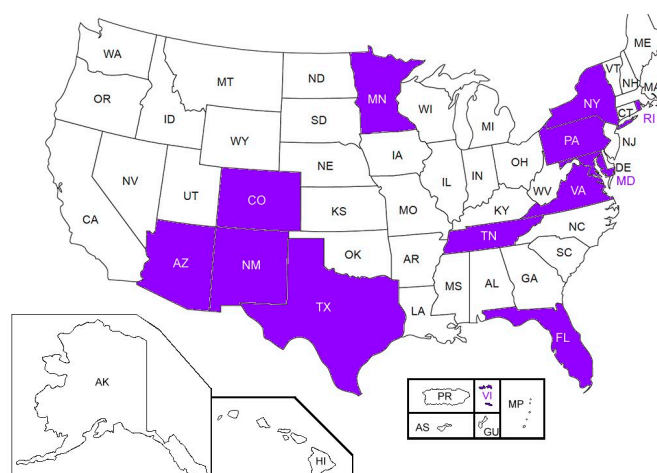 WA
MT
ND
MN
ME
VT
NH
MA
NY
CT
RI
OR
ID
WY
SD
WI
MI
PA
NJ
DE
MD
NV
UT
CO
NE
IA
IL
IN
OH
WV
VA
CA
KS
MO
KY
NC
AZ
NM
OK
AR
TN
SC
TX
LA
MS
AL
GA
FL
AK
HI
PR
VI
MP
AS
GU